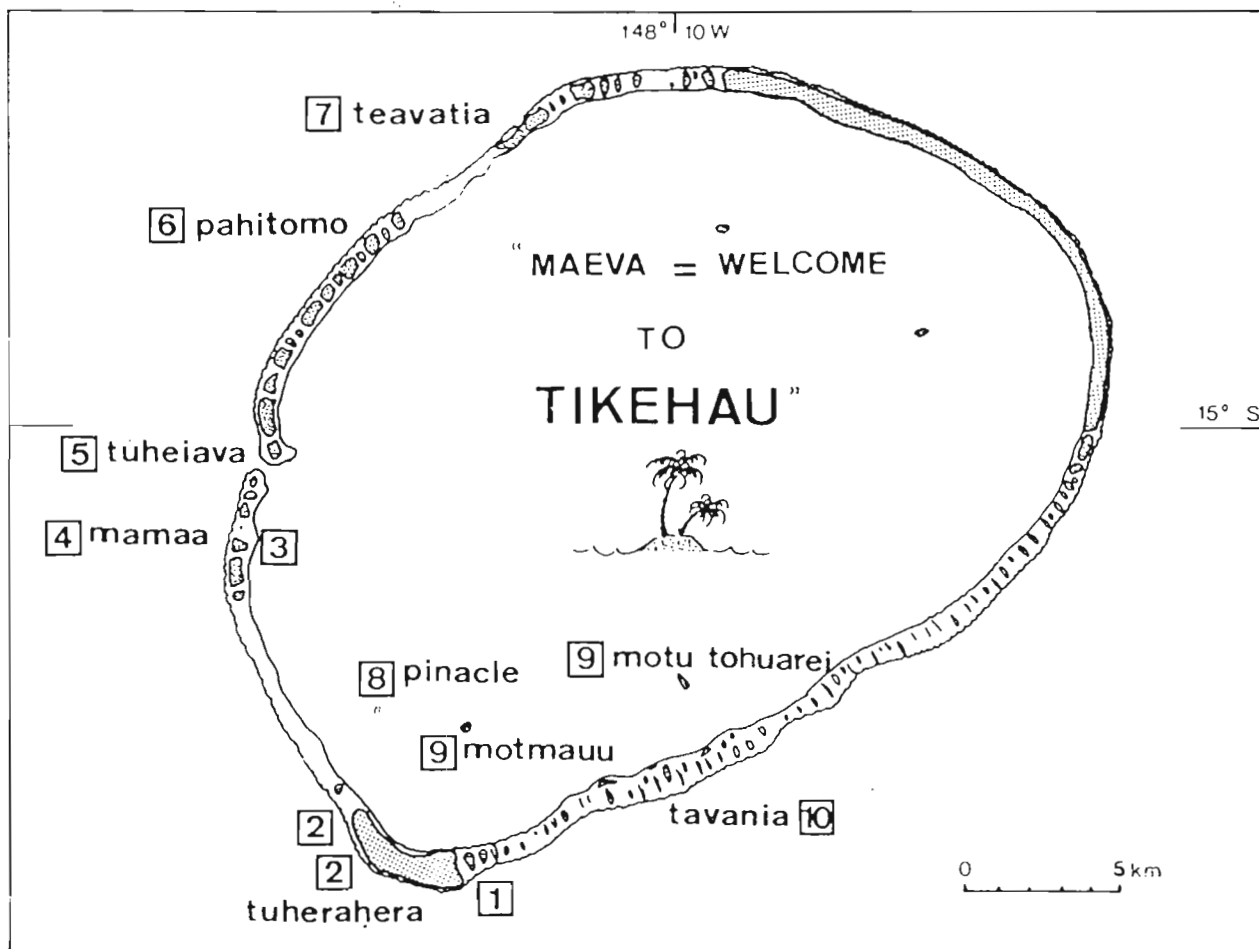 148° 10 W
7 teavatia
6 pahitomo
"MAEVA = WELCOME
TO
TIKEHAU"
15° S
5 tuheiava
4 mamaa
3
9 motu tohuarei
8 pinacle
9 motmauu
tavania 10
2
2
tuherahera
1
0 5 km